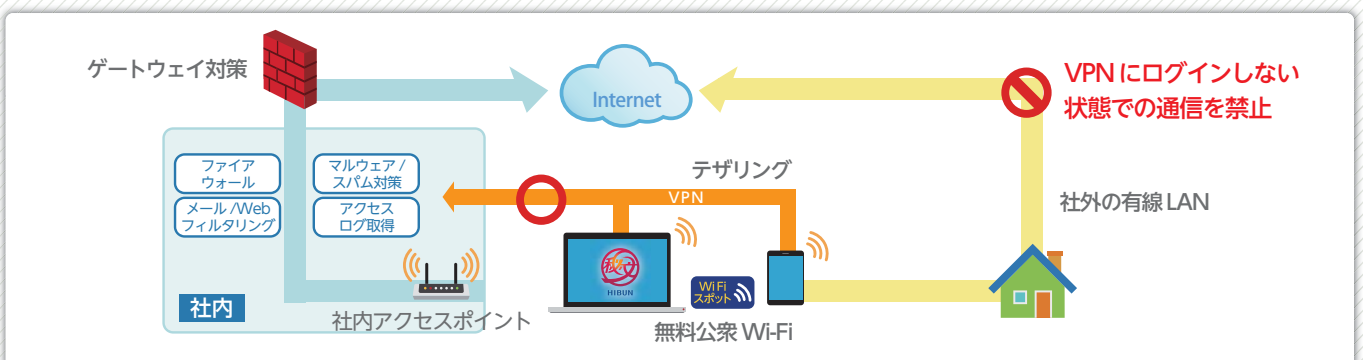 ゲートウェイ対策
Internet
VPN にログインしない
状態での通信を禁止
ファイア
ウォール
マルウェア /
スパム対策
メール /Web
フィルタリング
アクセス
ログ取得
テザリング
VPN
社外の有線 LAN
秘文
HIBUN
WiFi
スポット
社内
社内アクセスポイント
無料公衆 Wi-Fi